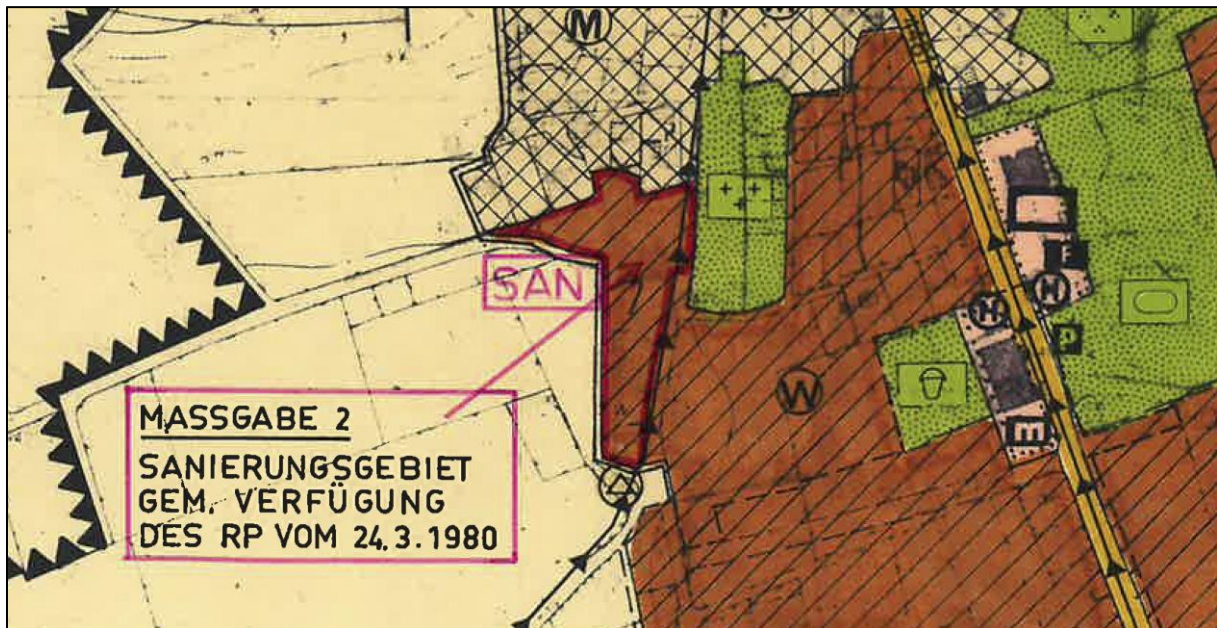 M
SAN
W
H
H
P
MASSGABE 2
SANIERUNGSGEBIET
GEM. VERFÜGUNG
DES RP VOM 24.3.1980